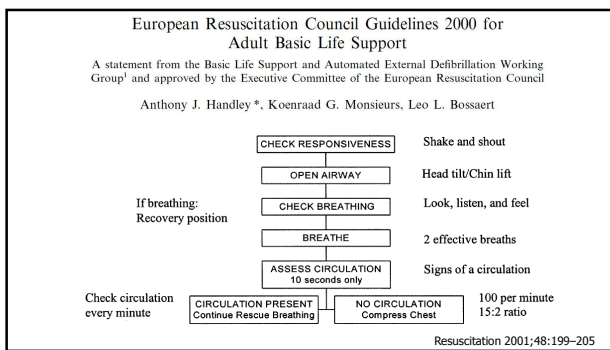 European Resuscitation Council Guidelines 2000 for
Adult Basic Life Support
A statement from the Basic Life Support and Automated External Defibrillation Working
Group¹ and approved by the Executive Committee of the European Resuscitation Council
Anthony J. Handley *, Koenraad G. Monsieurs, Leo L. Bossaert
CHECK RESPONSIVENESS
Shake and shout
OPEN AIRWAY
Head tilt/Chin lift
If breathing:
Recovery position
CHECK BREATHING
Look, listen, and feel
BREATHE
2 effective breaths
ASSESS CIRCULATION
10 seconds only
Signs of a circulation
Check circulation
every minute
CIRCULATION PRESENT
Continue Rescue Breathing
NO CIRCULATION
Compress Chest
100 per minute
15:2 ratio
Resuscitation 2001;48:199–205